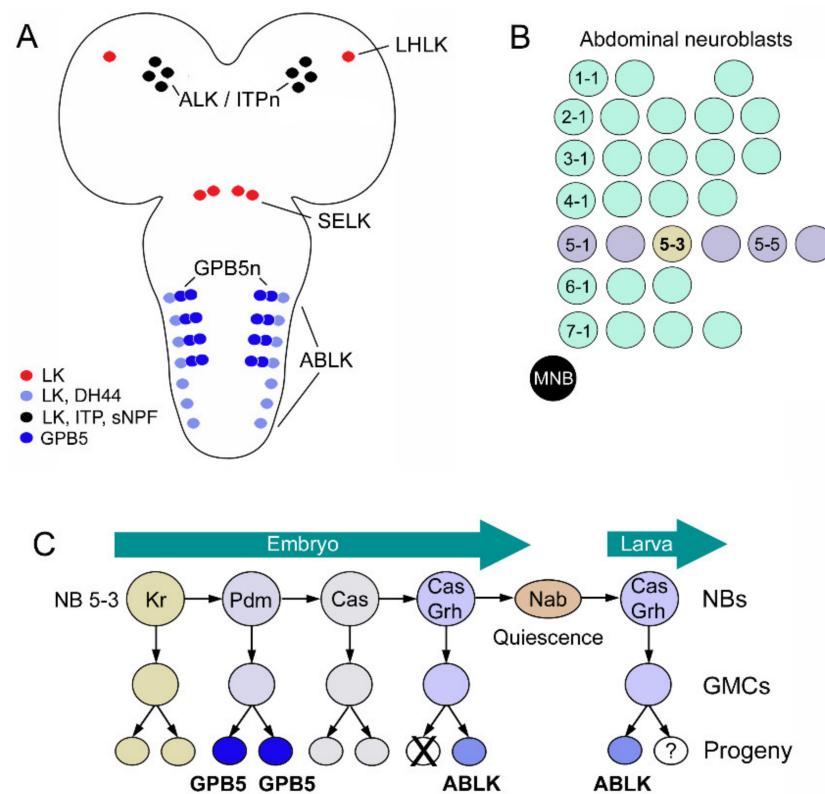 A
LHLK
ALK / ITPn
SELK
GPB5n
ABLK
LK
LK, DH44
LK, ITP, sNPF
GPB5
B
Abdominal neuroblasts
1-1
2-1
3-1
4-1
5-1 5-3 5-5
6-1
7-1
MNB
C
Embryo Larva
NB 5-3 Kr Pdm Cas Cas Grh Nab Cas Grh NBs
Quiescence
GMCs
X ? Progeny
GPB5 GPB5 ABLK ABLK